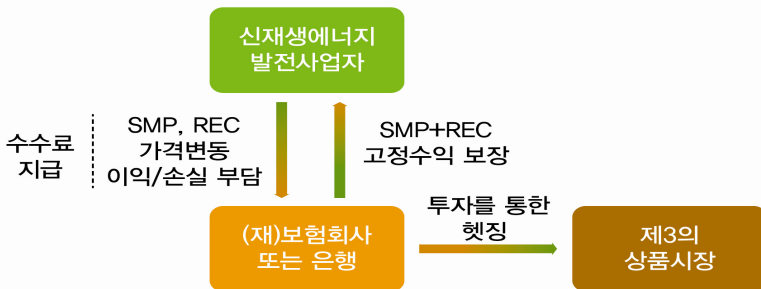 신재생에너지
발전사업자
수수료
지급
SMP, REC
가격변동
이익/손실 부담
SMP+REC
고정수익 보장
(재)보험회사
또는 은행
투자를 통한
헷징
제3의
상품시장